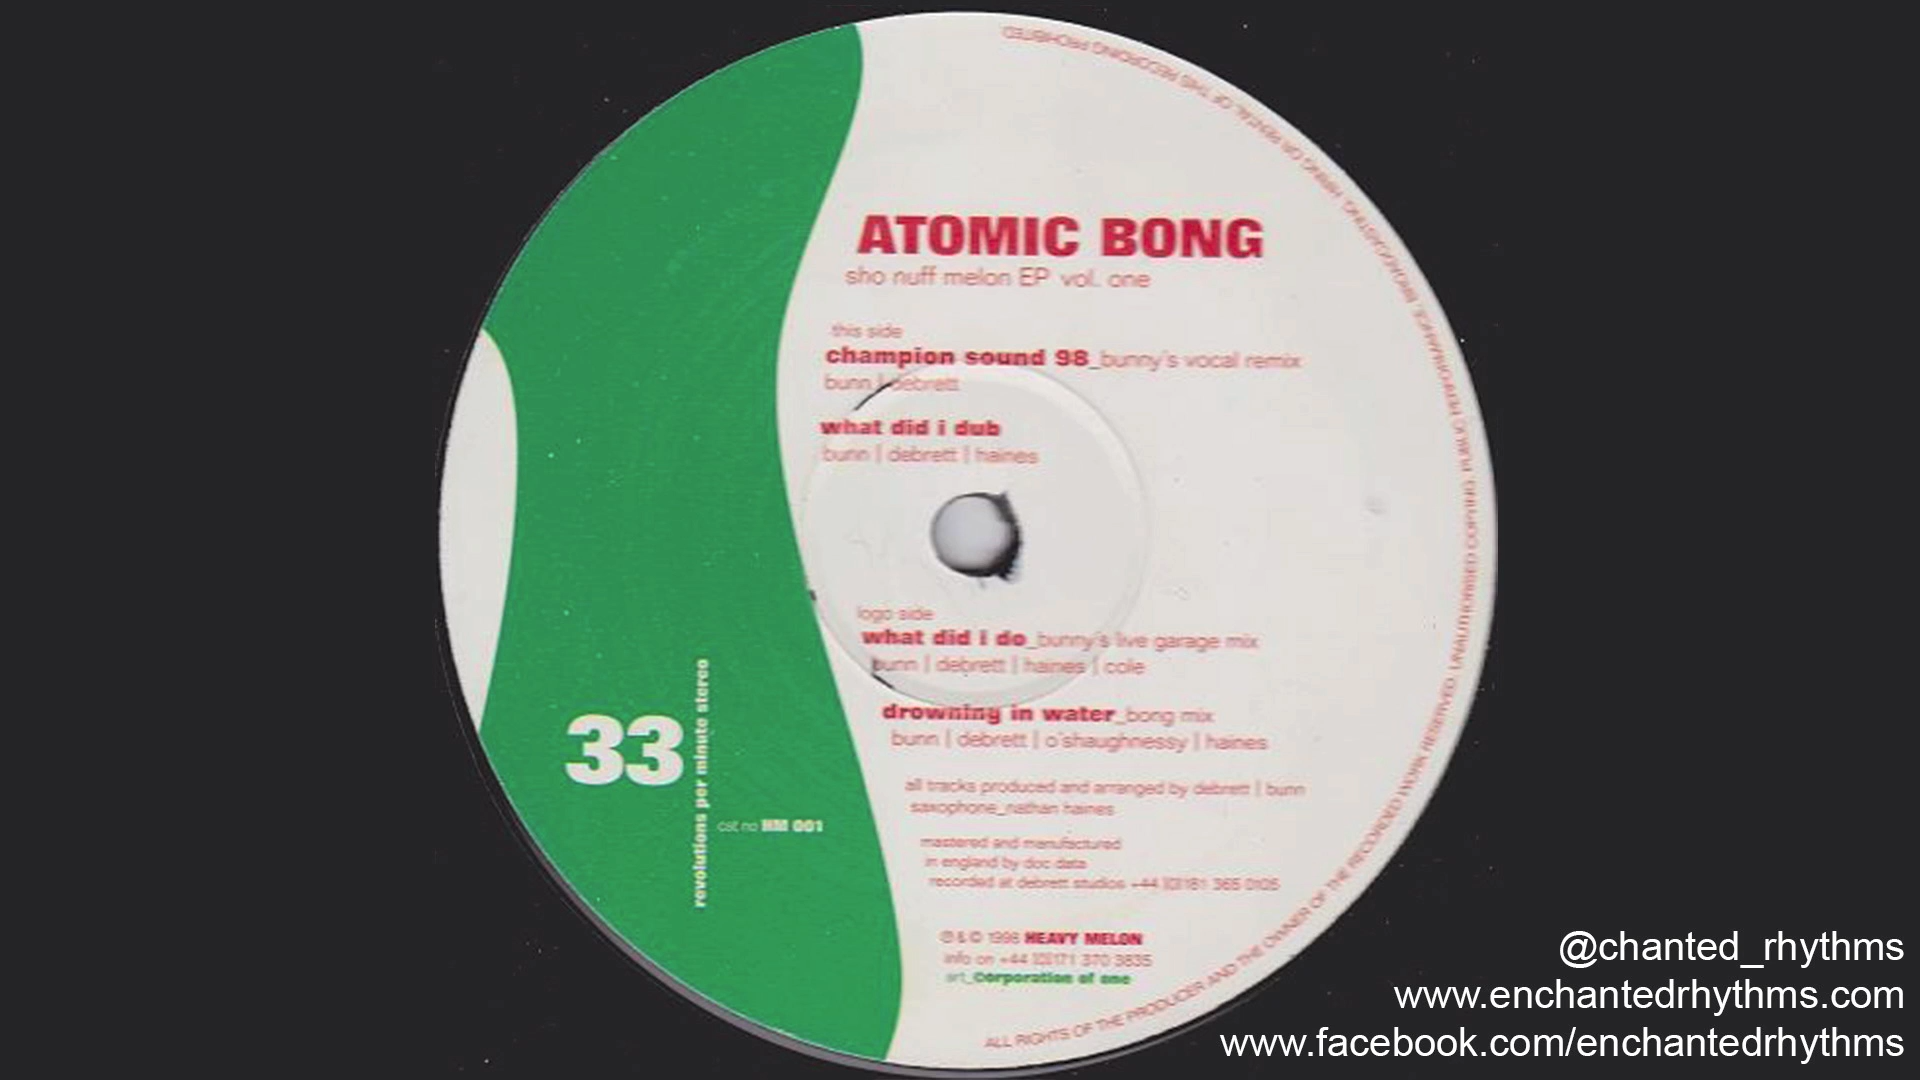 ATOMIC BONG
sho nuff melon EP vol. one
this side
champion sound 98_bunny's vocal remix
bunn | debrett
what did i dub
bunn | debrett | haines
logo side
what did i do_bunny's live garage mix
bunn | debrett | haines | cole
drowning in water_bong mix
bunn | debrett | o'shaughnessy | haines
all tracks produced and arranged by debrett | bunn
saxophone_nathan haines
mastered and manufactured
in england by doc data
recorded at debrett studios +44 [0]181 365 0105
℗ & © 1998 HEAVY MELON
info on +44 [0]171 370 3835
art_Corporation of one
33
revolutions per minute stereo
cat no HM 001
ALL RIGHTS OF THE PRODUCER AND THE OWNER OF THE RECORDED WORK RESERVED. UNAUTHORISED COPYING, PUBLIC PERFORMANCE, BROADCASTING, HIRING OR RENTAL OF THIS RECORDING PROHIBITED
@chanted_rhythms
www.enchantedrhythms.com
www.facebook.com/enchantedrhythms